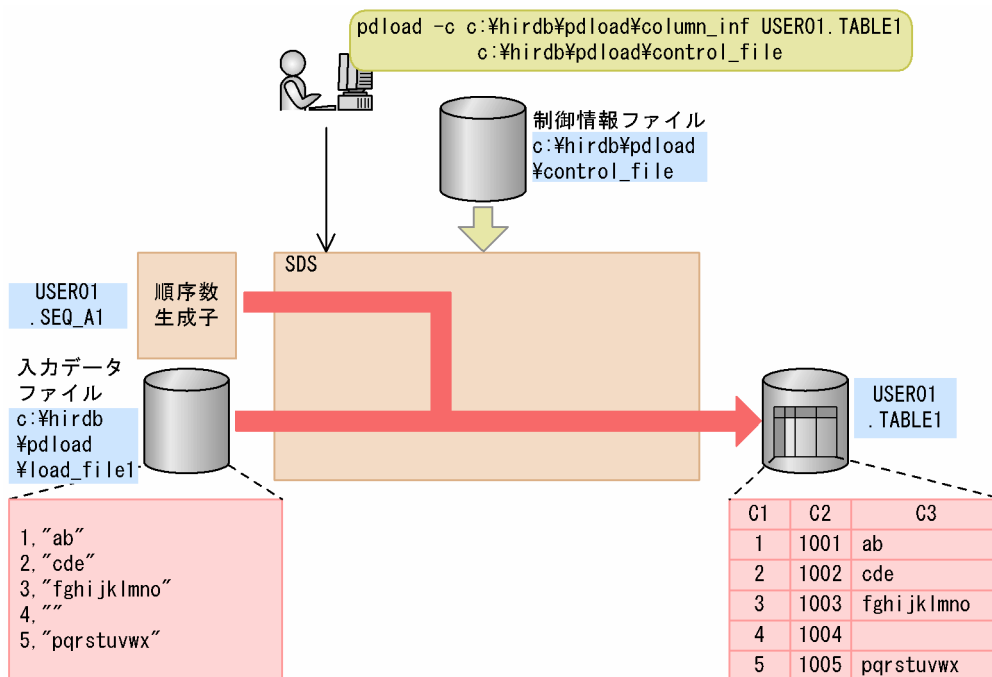 pdload -c c:¥hirdb¥pdload¥column_inf USER01.TABLE1
c:¥hirdb¥pdload¥control_file
制御情報ファイル
c:¥hirdb¥pdload
¥control_file
SDS
USER01
.SEQ_A1
順序数
生成子
入力データ
ファイル
c:¥hirdb
¥pdload
¥load_file1
USER01
.TABLE1
1,"ab"
2,"cde"
3,"fghijklmno"
4,""
5,"pqrstuvwx"
C1 C2 C3
1 1001 ab
2 1002 cde
3 1003 fghijklmno
4 1004
5 1005 pqrstuvwx